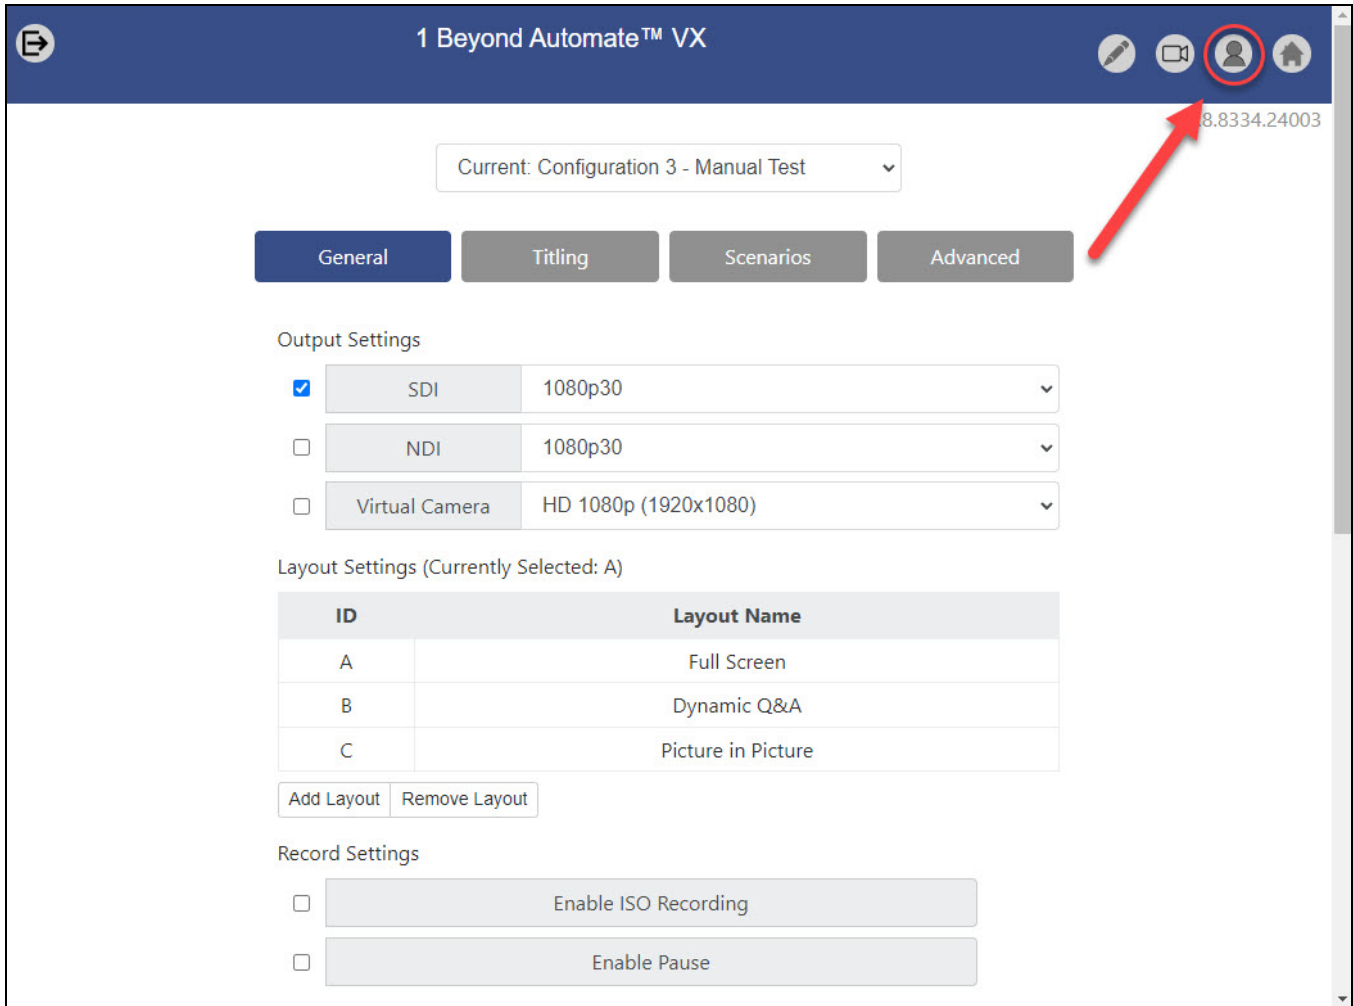 1 Beyond Automate™ VX
.8.8334.24003
Current: Configuration 3 - Manual Test
General
Titling
Scenarios
Advanced
Output Settings
SDI
1080p30
NDI
1080p30
Virtual Camera
HD 1080p (1920x1080)
Layout Settings (Currently Selected: A)
ID
Layout Name
A
Full Screen
B
Dynamic Q&A
C
Picture in Picture
Add Layout
Remove Layout
Record Settings
Enable ISO Recording
Enable Pause